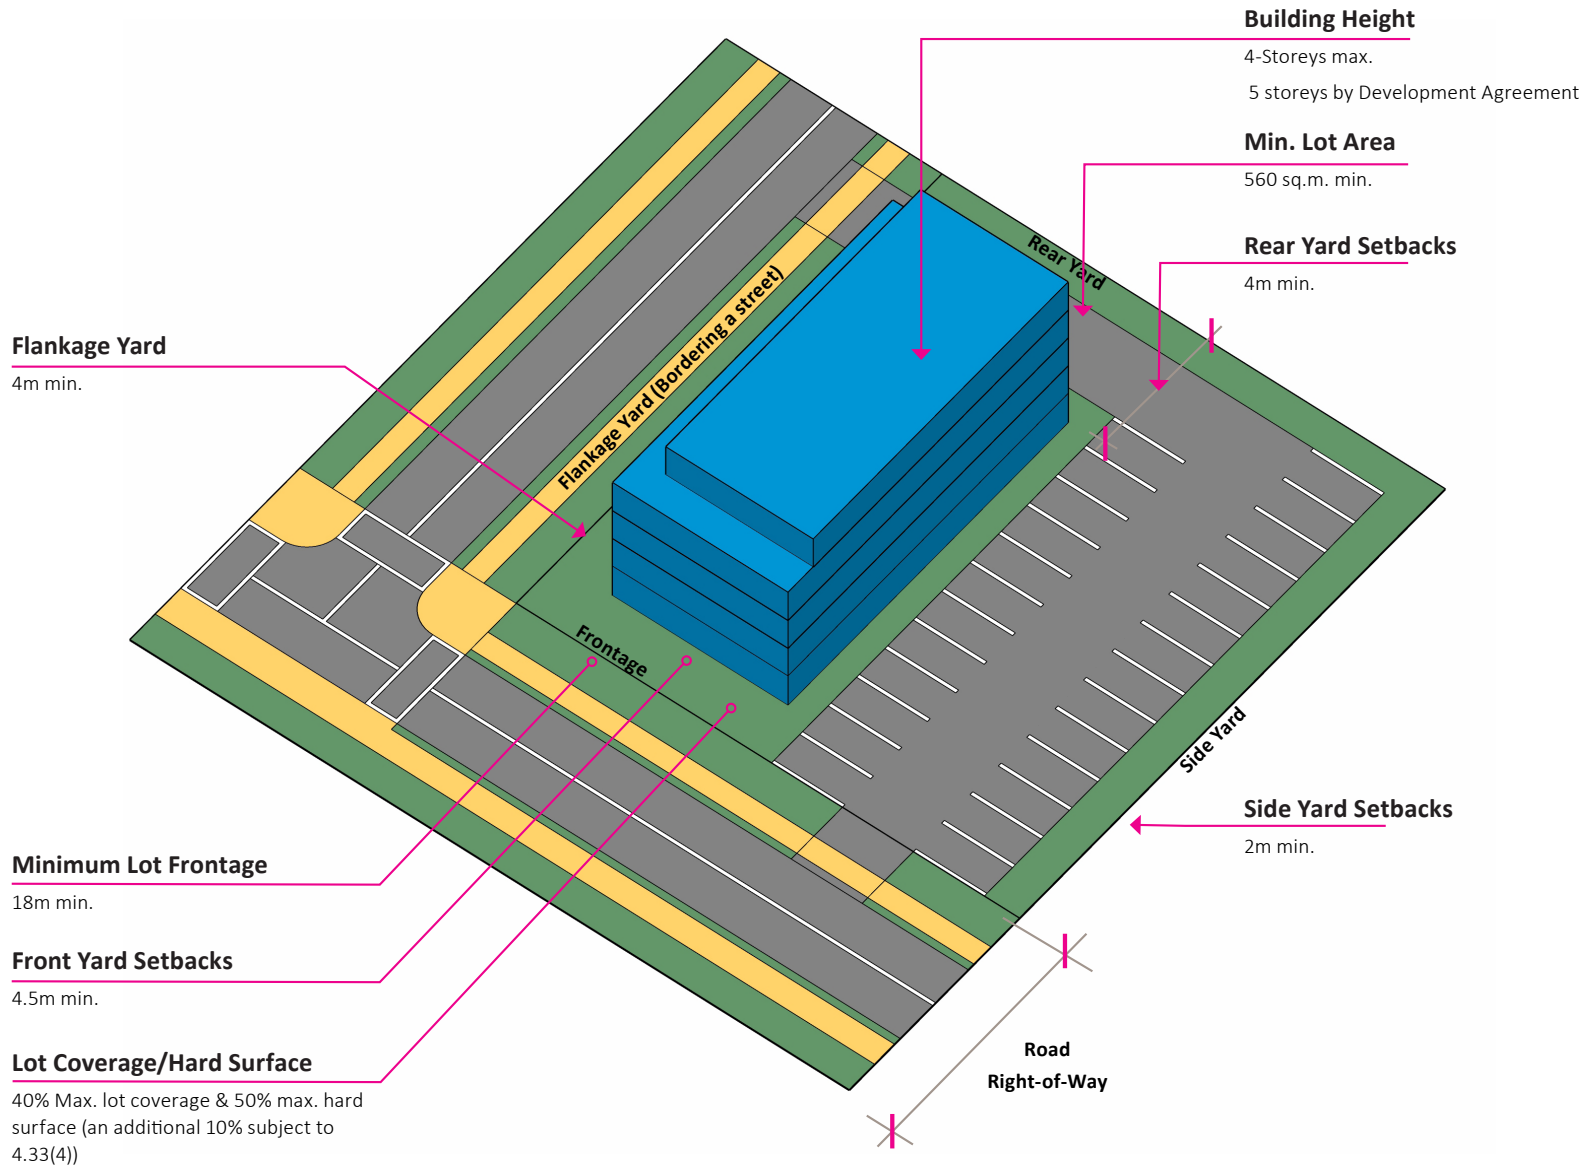 Building Height
4-Storeys max.
5 storeys by Development Agreement
Min. Lot Area
560 sq.m. min.
Rear Yard
Rear Yard Setbacks
4m min.
Flankage Yard (Bordering a street)
Flankage Yard
4m min.
Frontage
Side Yard
Side Yard Setbacks
2m min.
Minimum Lot Frontage
18m min.
Front Yard Setbacks
4.5m min.
Lot Coverage/Hard Surface
40% Max. lot coverage & 50% max. hard
surface (an additional 10% subject to
4.33(4))
Road
Right-of-Way